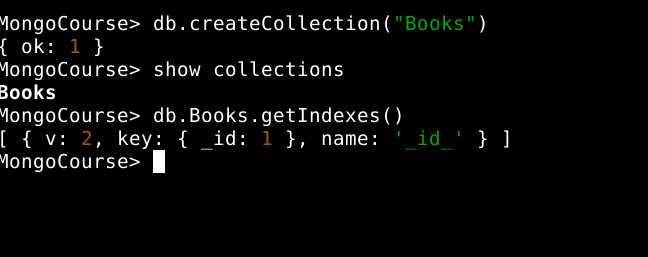 MongoCourse> db.createCollection("Books")
{ ok: 1 }
MongoCourse> show collections
Books
MongoCourse> db.Books.getIndexes()
[ { v: 2, key: { _id: 1 }, name: '_id_' } ]
MongoCourse>